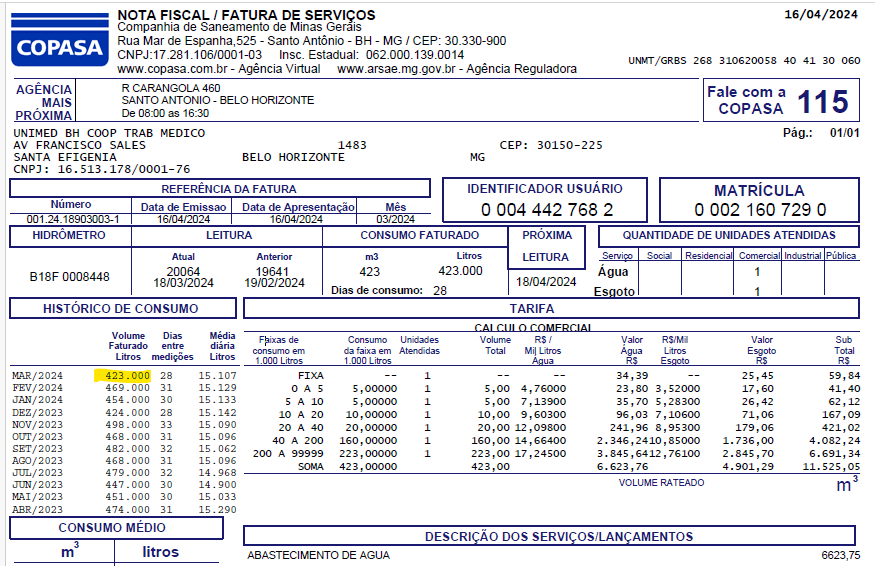 COPASA
NOTA FISCAL / FATURA DE SERVIÇOS
16/04/2024
Companhia de Saneamento de Minas Gerais
Rua Mar de Espanha,525 - Santo Antônio - BH - MG / CEP: 30.330-900
CNPJ:17.281.106/0001-03 Insc. Estadual: 062.000.139.0014
www.copasa.com.br - Agência Virtual www.arsae.mg.gov.br - Agência Reguladora
UNMT/GRBS 268 310620058 40 41 30 060
AGÊNCIA MAIS PRÓXIMA
R CARANGOLA 460
SANTO ANTONIO - BELO HORIZONTE
De 08:00 as 16:30
Fale com a COPASA 115
UNIMED BH COOP TRAB MEDICO
Pág.: 01/01
AV FRANCISCO SALES 1483 CEP: 30150-225
SANTA EFIGENIA BELO HORIZONTE MG
CNPJ: 16.513.178/0001-76
REFERÊNCIA DA FATURA
Número Data de Emissao Data de Apresentação Mês
001.24.18903003-1 16/04/2024 16/04/2024 03/2024
IDENTIFICADOR USUÁRIO
0 004 442 768 2
MATRÍCULA
0 002 160 729 0
HIDRÔMETRO LEITURA CONSUMO FATURADO PRÓXIMA LEITURA QUANTIDADE DE UNIDADES ATENDIDAS
Atual Anterior m3 Litros
Serviço Social Residencial Comercial Industrial Pública
B18F 0008448 20064 19641 423 423.000
18/03/2024 19/02/2024 Dias de consumo: 28
18/04/2024
Água 1
Esgoto 1
HISTÓRICO DE CONSUMO
Volume Faturado Litros Dias entre medições Média diária Litros
MAR/2024 423.000 28 15.107
FEV/2024 469.000 31 15.129
JAN/2024 454.000 30 15.133
DEZ/2023 424.000 28 15.142
NOV/2023 498.000 33 15.090
OUT/2023 468.000 31 15.096
SET/2023 482.000 32 15.062
AGO/2023 468.000 31 15.096
JUL/2023 479.000 32 14.968
JUN/2023 447.000 30 14.900
MAI/2023 451.000 30 15.033
ABR/2023 474.000 31 15.290
CONSUMO MÉDIO
m3 litros
TARIFA
CALCULO COMERCIAL
Faixas de consumo em 1.000 Litros Consumo da faixa em 1.000 Litros Unidades Atendidas Volume Total R$ / Mil Litros Água Valor Água R$ R$/Mil Litros Esgoto Valor Esgoto R$ Sub Total R$
FIXA -- 1 -- -- 34,39 -- 25,45 59,84
0 A 5 5,00000 1 5,00 4,76000 23,80 3,52000 17,60 41,40
5 A 10 5,00000 1 5,00 7,13900 35,70 5,28300 26,42 62,12
10 A 20 10,00000 1 10,00 9,60300 96,03 7,10600 71,06 167,09
20 A 40 20,00000 1 20,00 12,09800 241,96 8,95300 179,06 421,02
40 A 200 160,00000 1 160,00 14,66400 2.346,24 10,85000 1.736,00 4.082,24
200 A 99999 223,00000 1 223,00 17,24500 3.845,64 12,76100 2.845,70 6.691,34
SOMA 423,00000 423,00 6.623,76 4.901,29 11.525,05
VOLUME RATEADO m3
DESCRIÇÃO DOS SERVIÇOS/LANÇAMENTOS
ABASTECIMENTO DE AGUA 6623,75